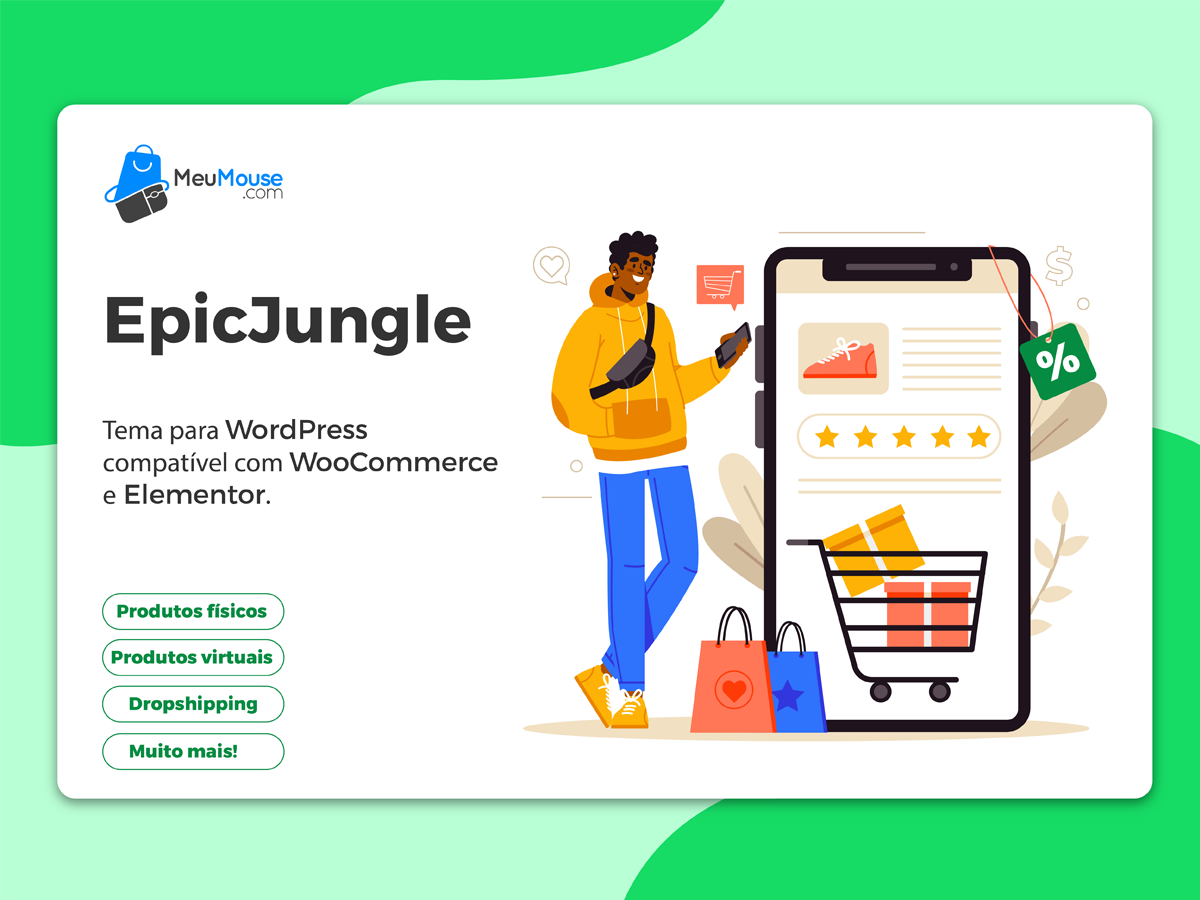 MeuMouse
.com
EpicJungle
Tema para WordPress
compatível com WooCommerce
e Elementor.
Produtos físicos
Produtos virtuais
Dropshipping
Muito mais!
$
%